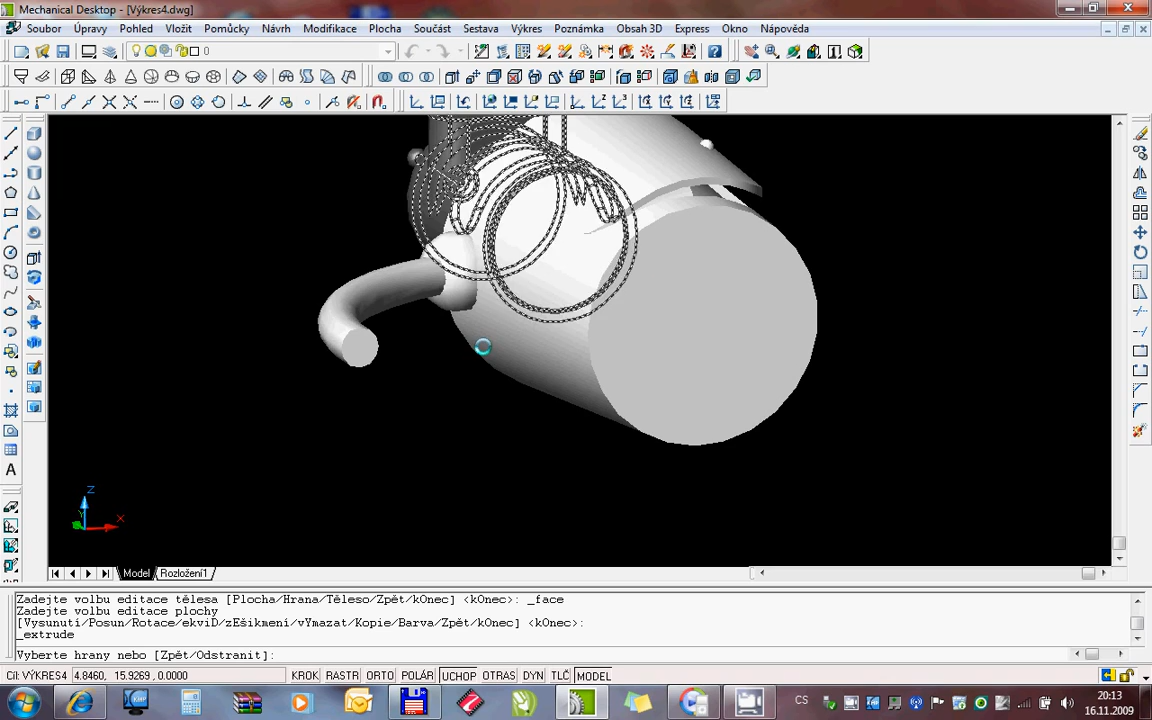 Mechanical Desktop - [Výkres4.dwg]
Soubor Úpravy Pohled Vložit Pomůcky Návrh Modifikace Plocha Součást Sestava Výkres Poznámka Obsah 3D Express Okno Nápověda
0
A
Z
X
Y
Model Rozložení1
Zadejte volbu editace tělesa [Plocha/Hrana/Těleso/Zpět/kOnec] <kOnec>: _face
Zadejte volbu editace plochy
[Vysunutí/Posun/Rotace/ekviD/zEšikmení/vYmazat/Kopie/Barva/Zpět/kOnec] <kOnec>:
_extrude
Vyberte hrany nebo [Zpět/Odstranit]:
Cíl: VÝKRES4 4.8460, 15.9269, 0.0000 KROK RASTR ORTO POLÁR UCHOP OTRAS DYN TLČ MODEL
CS
20:13
16.11.2009